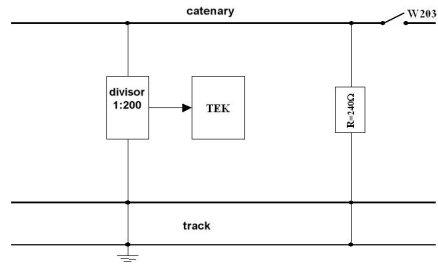 catenary
W203
divisor
1:200
TEK
R=240Ω
track